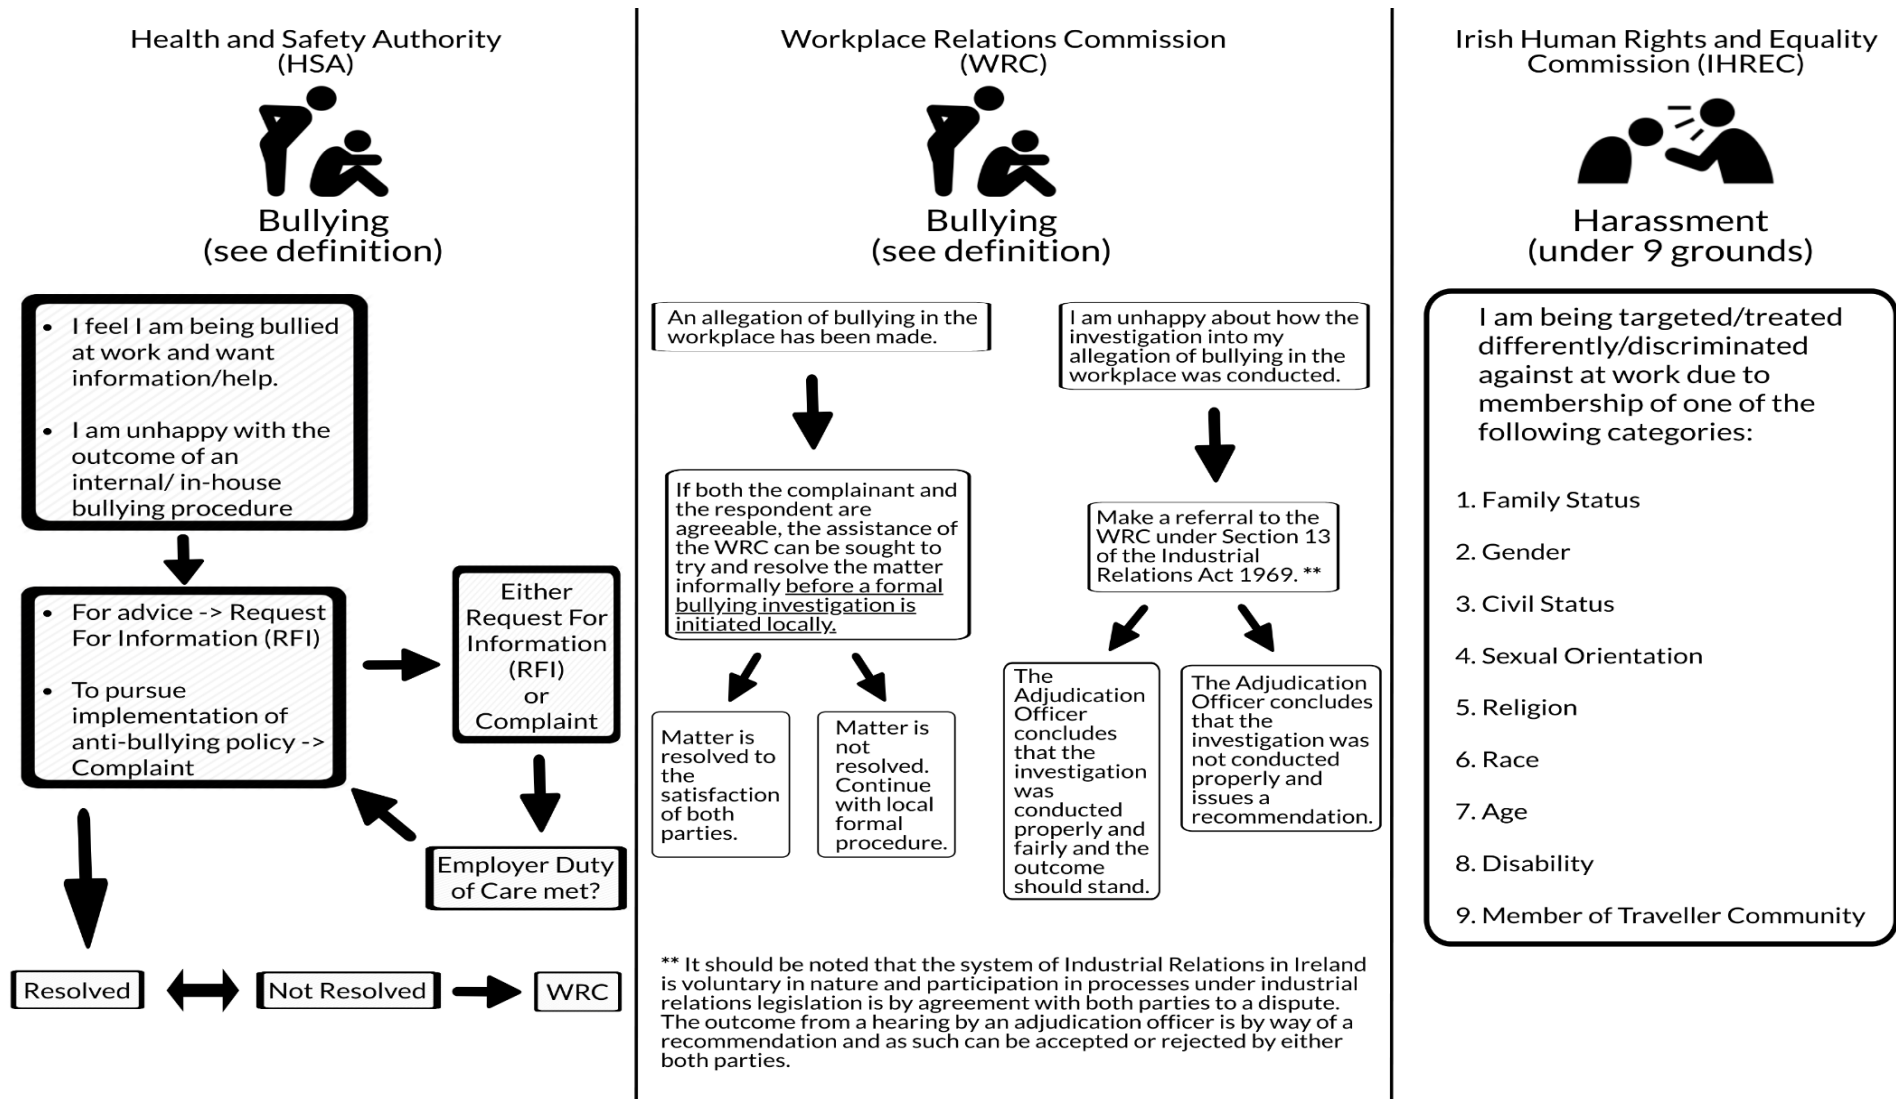 Health and Safety Authority
(HSA)
Bullying
(see definition)
• I feel I am being bullied
at work and want
information/help.
• I am unhappy with the
outcome of an
internal/ in-house
bullying procedure
• For advice -> Request
For Information (RFI)
• To pursue
implementation of
anti-bullying policy ->
Complaint
Either
Request For
Information
(RFI)
or
Complaint
Employer Duty
of Care met?
Resolved
Not Resolved
WRC
Workplace Relations Commission
(WRC)
Bullying
(see definition)
An allegation of bullying in the
workplace has been made.
If both the complainant and
the respondent are
agreeable, the assistance of
the WRC can be sought to
try and resolve the matter
informally before a formal
bullying investigation is
initiated locally.
Matter is
resolved to
the
satisfaction
of both
parties.
Matter is
not
resolved.
Continue
with local
formal
procedure.
I am unhappy about how the
investigation into my
allegation of bullying in the
workplace was conducted.
Make a referral to the
WRC under Section 13
of the Industrial
Relations Act 1969. **
The
Adjudication
Officer
concludes
that the
investigation
was
conducted
properly and
fairly and the
outcome
should stand.
The Adjudication
Officer concludes
that the
investigation was
not conducted
properly and
issues a
recommendation.
** It should be noted that the system of Industrial Relations in Ireland
is voluntary in nature and participation in processes under industrial
relations legislation is by agreement with both parties to a dispute.
The outcome from a hearing by an adjudication officer is by way of a
recommendation and as such can be accepted or rejected by either
both parties.
Irish Human Rights and Equality
Commission (IHREC)
Harassment
(under 9 grounds)
I am being targeted/treated
differently/discriminated
against at work due to
membership of one of the
following categories:
1. Family Status
2. Gender
3. Civil Status
4. Sexual Orientation
5. Religion
6. Race
7. Age
8. Disability
9. Member of Traveller Community